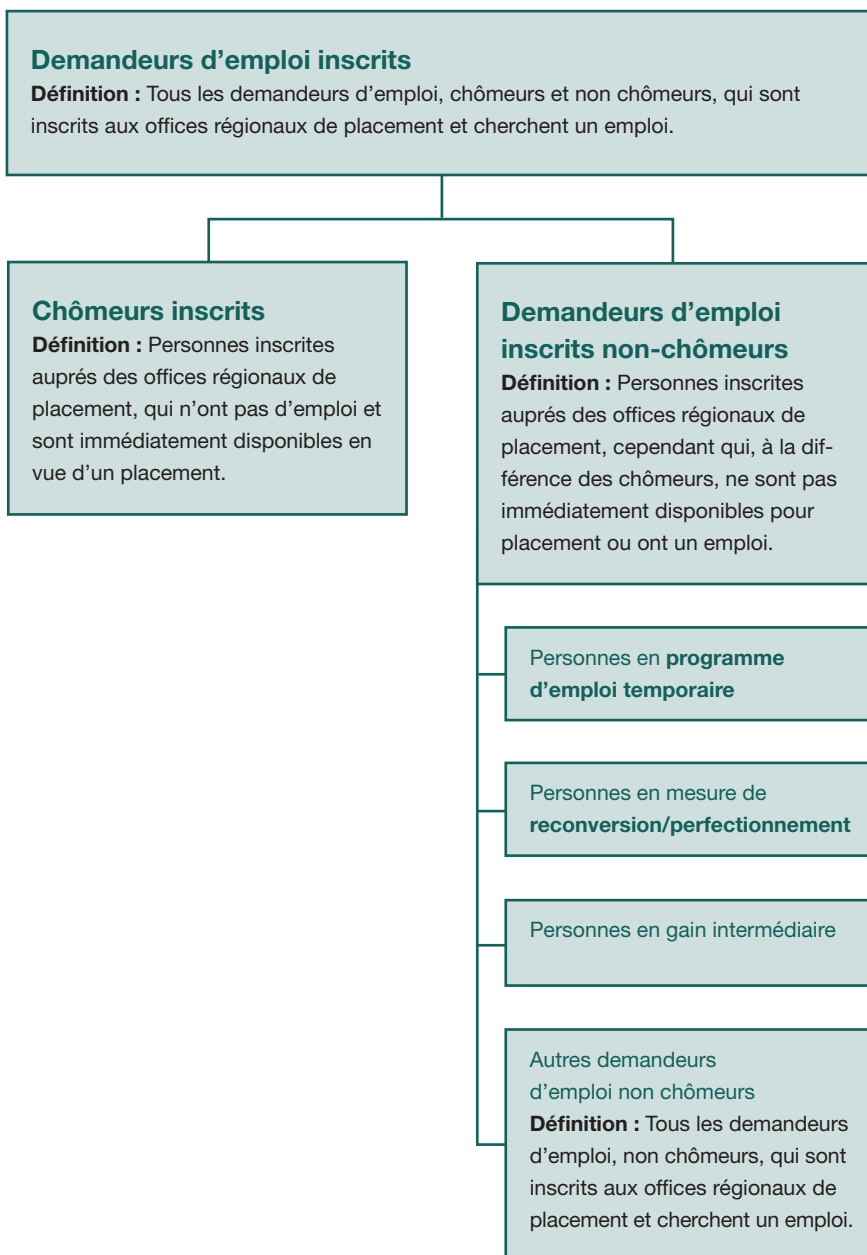 Demandeurs d’emploi inscrits
Définition : Tous les demandeurs d’emploi, chômeurs et non chômeurs, qui sont
inscrits aux offices régionaux de placement et cherchent un emploi.
Chômeurs inscrits
Définition : Personnes inscrites
auprés des offices régionaux de
placement, qui n’ont pas d’emploi et
sont immédiatement disponibles en
vue d’un placement.
Demandeurs d’emploi
inscrits non-chômeurs
Définition : Personnes inscrites
auprés des offices régionaux de
placement, cependant qui, à la dif-
férence des chômeurs, ne sont pas
immédiatement disponibles pour
placement ou ont un emploi.
Personnes en programme
d’emploi temporaire
Personnes en mesure de
reconversion/perfectionnement
Personnes en gain intermédiaire
Autres demandeurs
d’emploi non chômeurs
Définition : Tous les demandeurs
d’emploi, non chômeurs, qui sont
inscrits aux offices régionaux de
placement et cherchent un emploi.